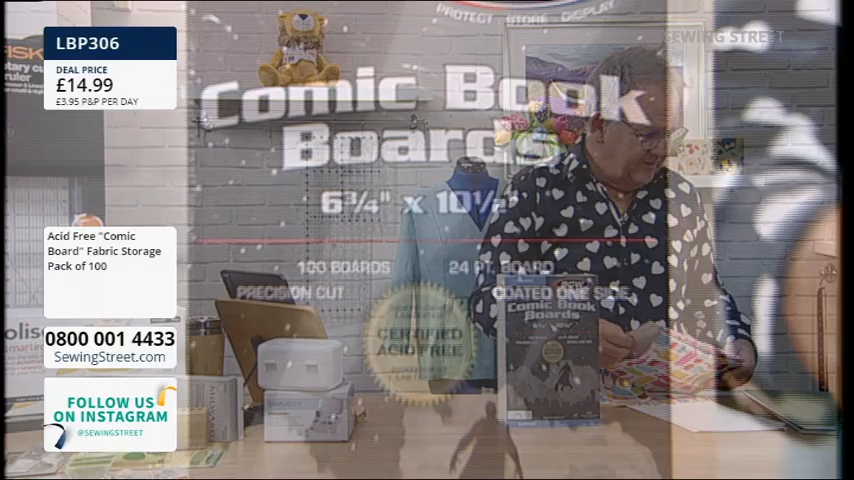 LBP306
DEAL PRICE
£14.99
£3.95 P&P PER DAY
Acid Free "Comic
Board" Fabric Storage
Pack of 100
0800 001 4433
SewingStreet.com
FOLLOW US
ON INSTAGRAM
@SEWINGSTREET
SEWING STREET
PROTECT · STORE · DISPLAY
Comic Book
Boards
6¾" x 10½"
100 BOARDS
24 PT. BOARD
PRECISION CUT
COATED ONE SIDE
CERTIFIED
ACID FREE
Comic Book
Boards
SIMPLICITY